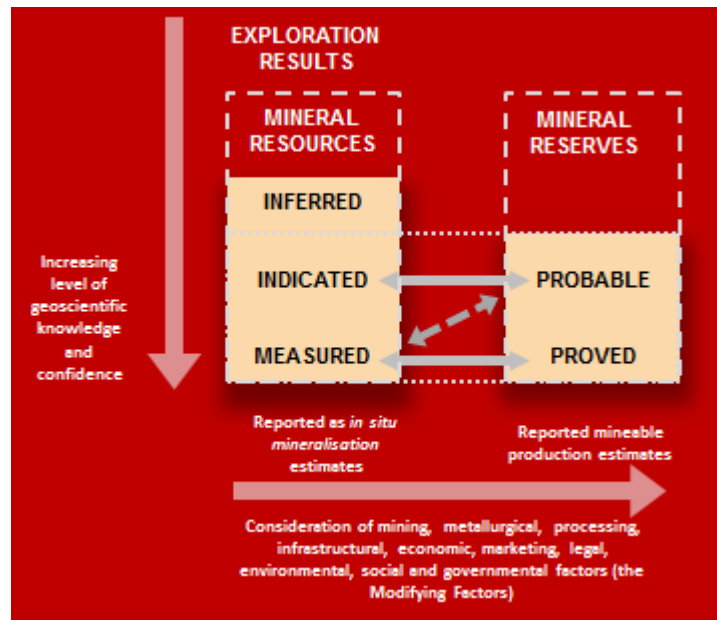 EXPLORATION
RESULTS
MINERAL
RESOURCES
MINERAL
RESERVES
INFERRED
INDICATED
PROBABLE
MEASURED
PROVED
Increasing
level of
geoscientific
knowledge
and
confidence
Reported as in situ
mineralisation
estimates
Reported mineable
production estimates
Consideration of mining, metallurgical, processing,
infrastructural, economic, marketing, legal,
environmental, social and governmental factors (the
Modifying Factors)